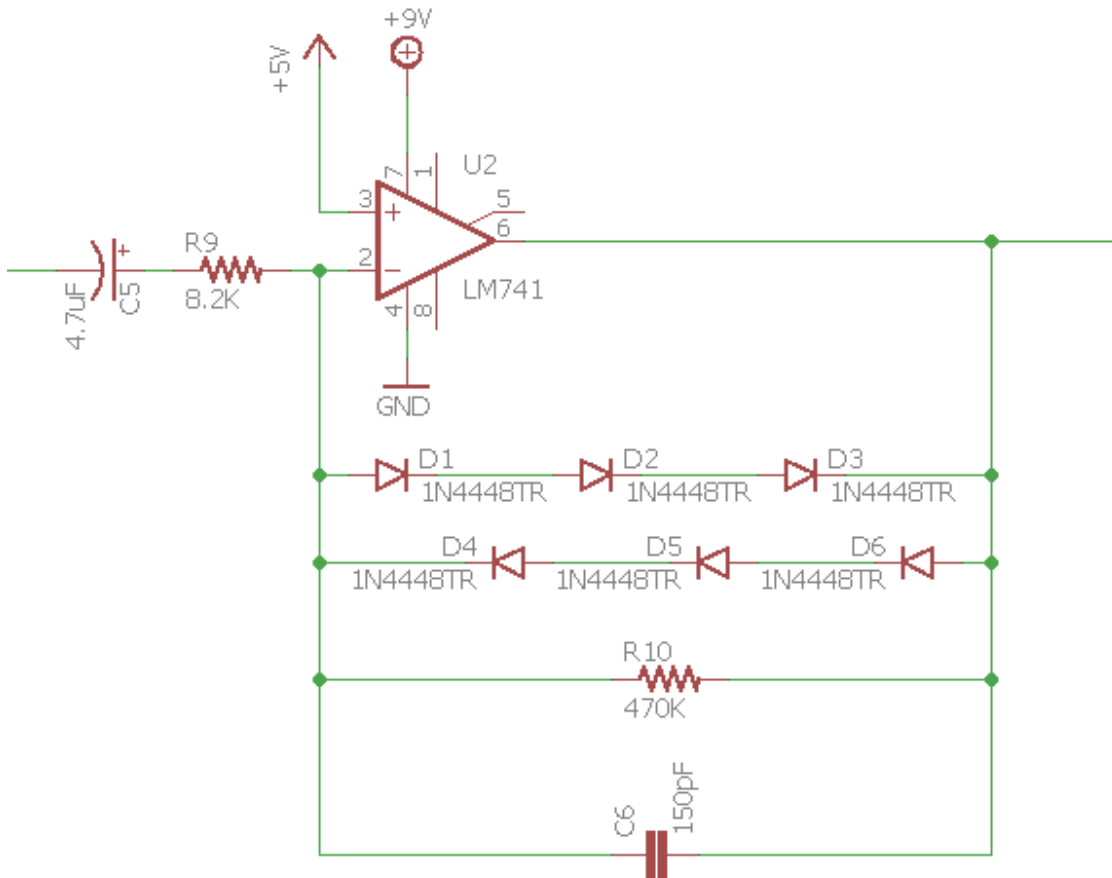 +9V
+5V
7
1
U2
3
+
5
6
2
−
LM741
4
8
GND
R9
8.2K
+
C5
4.7uF
D1
1N4448TR
D2
1N4448TR
D3
1N4448TR
D4
1N4448TR
D5
1N4448TR
D6
1N4448TR
R10
470K
C6
150pF